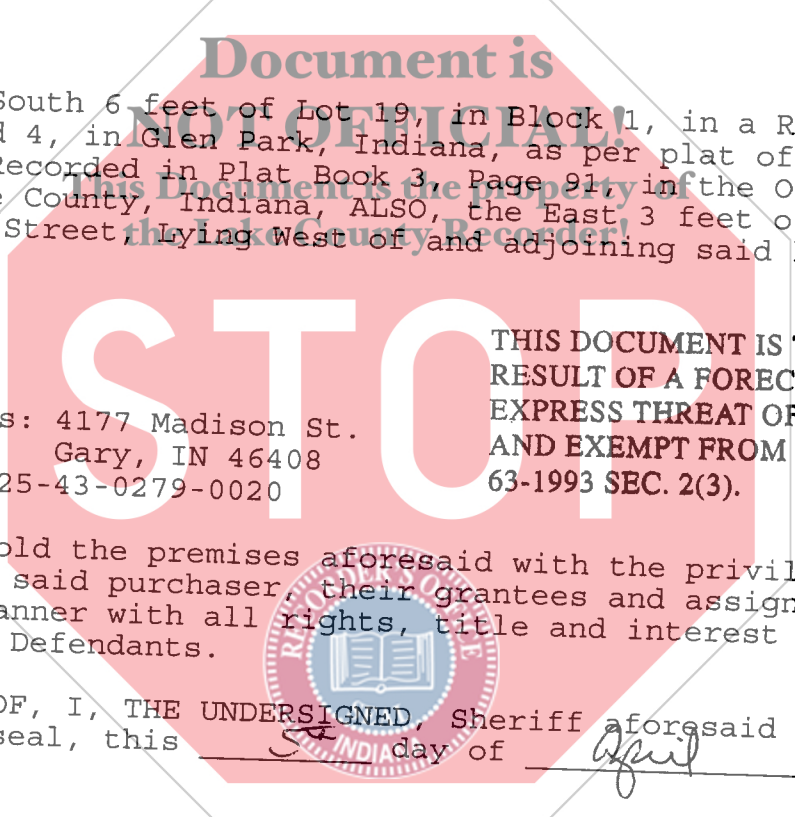 Document is
NOT OFFICIAL!
This Document is the property of
the Lake County Recorder!
South 6 feet of Lot 19, in Block 1, in a R
d 4, in Glen Park, Indiana, as per plat of
Recorded in Plat Book 3, Page 91, in the O
e County, Indiana, ALSO, the East 3 feet o
Street, Lying West of and adjoining said
STOP
THIS DOCUMENT IS
RESULT OF A FOREC
EXPRESS THREAT OF
AND EXEMPT FROM
63-1993 SEC. 2(3).
s: 4177 Madison St.
Gary, IN 46408
25-43-0279-0020
old the premises aforesaid with the privil
said purchaser, their grantees and assign
anner with all rights, title and interest
Defendants.
RECORDER'S OFFICE
INDIANA
OF, I, THE UNDERSIGNED, Sheriff aforesaid
seal, this 5th day of April